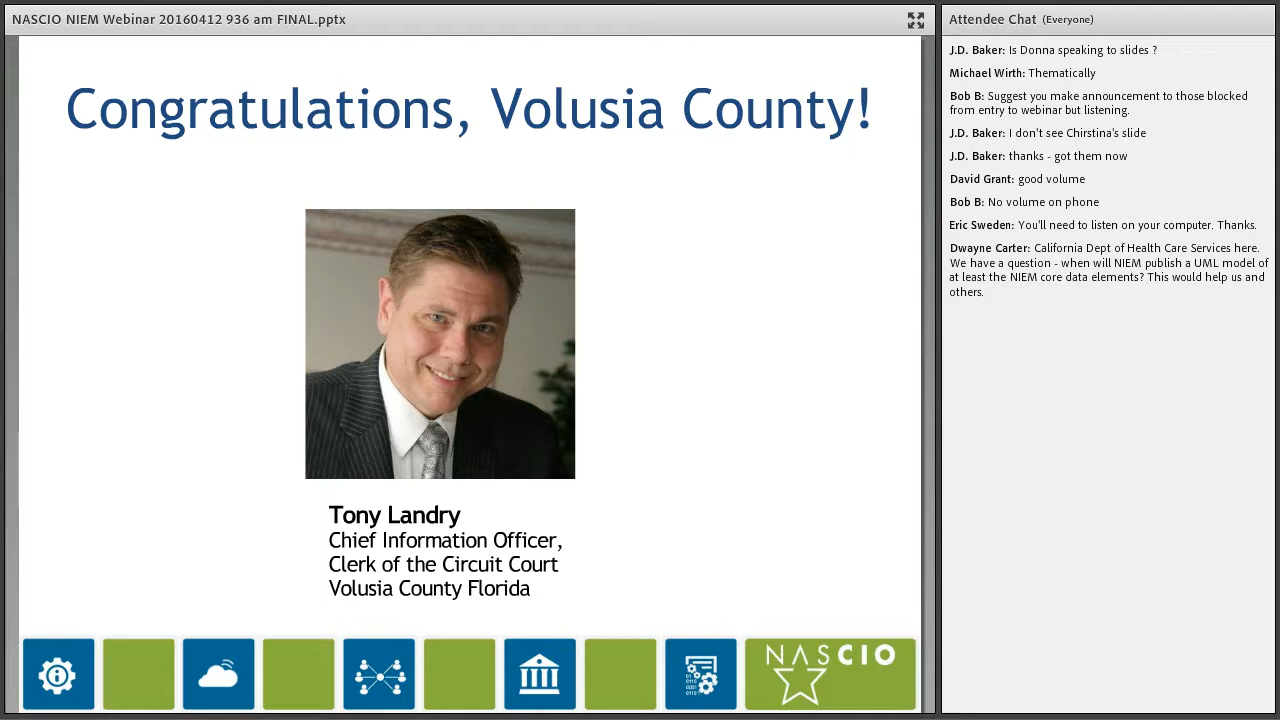 NASCIO NIEM Webinar 20160412 936 am FINAL.pptx
Congratulations, Volusia County!
Tony Landry
Chief Information Officer,
Clerk of the Circuit Court
Volusia County Florida
NASCIO
Attendee Chat (Everyone)
J.D. Baker: Is Donna speaking to slides ?
Michael Wirth: Thematically
Bob B: Suggest you make announcement to those blocked
from entry to webinar but listening.
J.D. Baker: I don't see Chirstina's slide
J.D. Baker: thanks - got them now
David Grant: good volume
Bob B: No volume on phone
Eric Sweden: You'll need to listen on your computer. Thanks.
Dwayne Carter: California Dept of Health Care Services here.
We have a question - when will NIEM publish a UML model of
at least the NIEM core data elements? This would help us and
others.